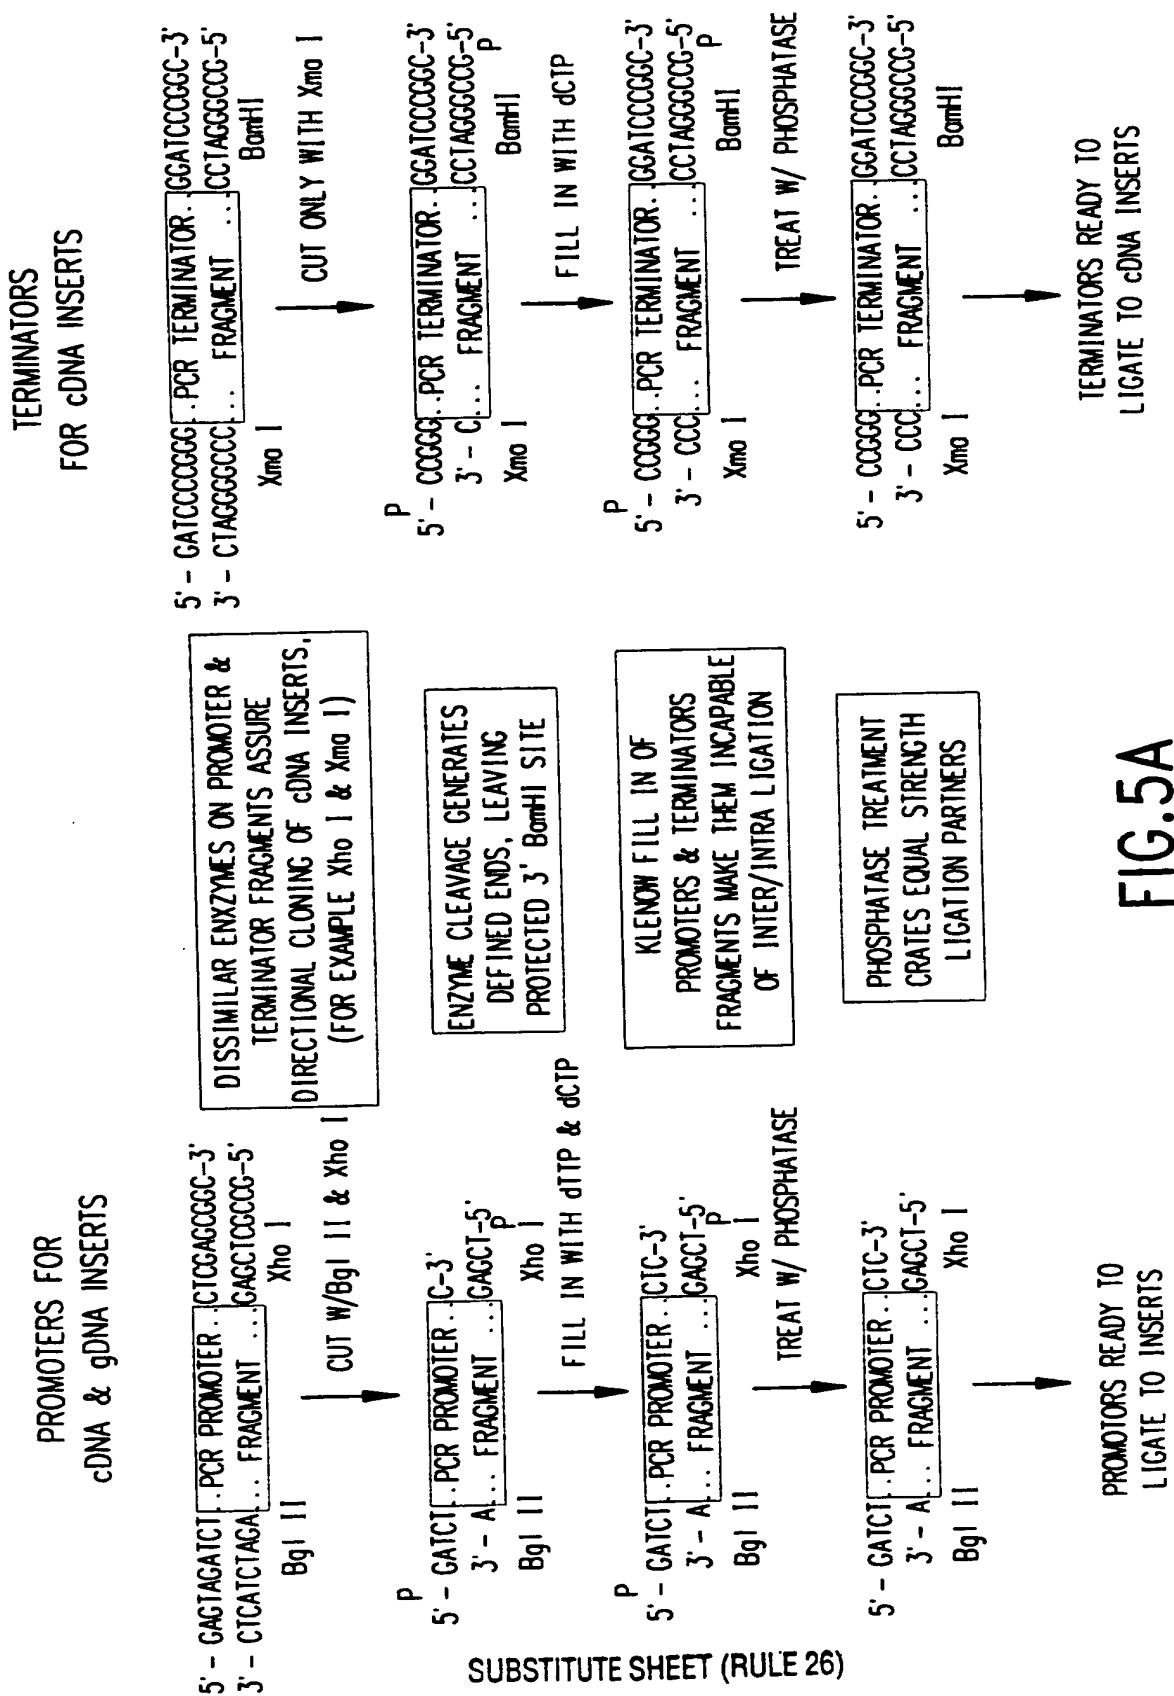 PROMOTERS FOR
cDNA & gDNA INSERTS
5'- GAGTAGATCT..PCR PROMOTER..CTCGAGCGGC-3'
3'- CTCATCTAGA... FRAGMENT ...GAGCTCGCCG-5'
Bgl II
Xho I
CUT W/Bgl II & Xho I
P
5'- GATCT..PCR PROMOTER..C-3'
3'- A... FRAGMENT ...GAGCT-5'
P
Bgl II
Xho I
FILL IN WITH dTTP & dCTP
P
5'- GATCT..PCR PROMOTER..CTC-3'
3'- A... FRAGMENT ...GAGCT-5'
P
Bgl II
Xho I
TREAT W/ PHOSPHATASE
5'- GATCT..PCR PROMOTER..CTC-3'
3'- A... FRAGMENT ...GAGCT-5'
Bgl II
Xho I
PROMOTORS READY TO
LIGATE TO INSERTS
DISSIMILAR ENXZYMES ON PROMOTER &
TERMINATOR FRAGMENTS ASSURE
DIRECTIONAL CLONING OF cDNA INSERTS,
(FOR EXAMPLE Xho I & Xma I)
ENZYME CLEAVAGE GENERATES
DEFINED ENDS, LEAVING
PROTECTED 3' BamHI SITE
KLENOW FILL IN OF
PROMOTERS & TERMINATORS
FRAGMENTS MAKE THEM INCAPABLE
OF INTER/INTRA LIGATION
PHOSPHATASE TREATMENT
CRATES EQUAL STRENGTH
LIGATION PARTNERS
TERMINATORS
FOR cDNA INSERTS
5'- GATCCCCGGG..PCR TERMINATOR..GGATCCCGGC-3'
3'- CTAGGGGCCC... FRAGMENT ...CCTAGGGCCG-5'
Xma I
BamHI
CUT ONLY WITH Xma I
P
5'- CCGGG..PCR TERMINATOR..GGATCCCGGC-3'
3'- C... FRAGMENT ...CCTAGGGCCG-5'
P
Xma I
BamHI
FILL IN WITH dCTP
P
5'- CCGGG..PCR TERMINATOR..GGATCCCGGC-3'
3'- CCC... FRAGMENT ...CCTAGGGCCG-5'
P
Xma I
BamHI
TREAT W/ PHOSPHATASE
5'- CCGGG..PCR TERMINATOR..GGATCCCGGC-3'
3'- CCC... FRAGMENT ...CCTAGGGCCG-5'
Xma I
BamHI
TERMINATORS READY TO
LIGATE TO cDNA INSERTS
FIG.5A
SUBSTITUTE SHEET (RULE 26)